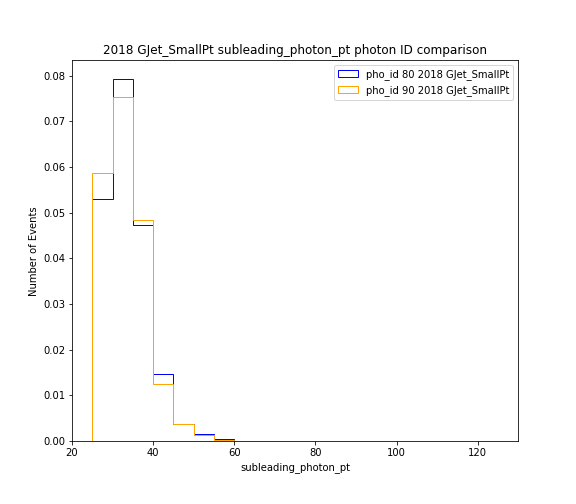 2018 GJet_SmallPt subleading_photon_pt photon ID comparison
pho_id 80 2018 GJet_SmallPt
pho_id 90 2018 GJet_SmallPt
Number of Events
0.08
0.07
0.06
0.05
0.04
0.03
0.02
0.01
0.00
20 40 60 80 100 120
subleading_photon_pt